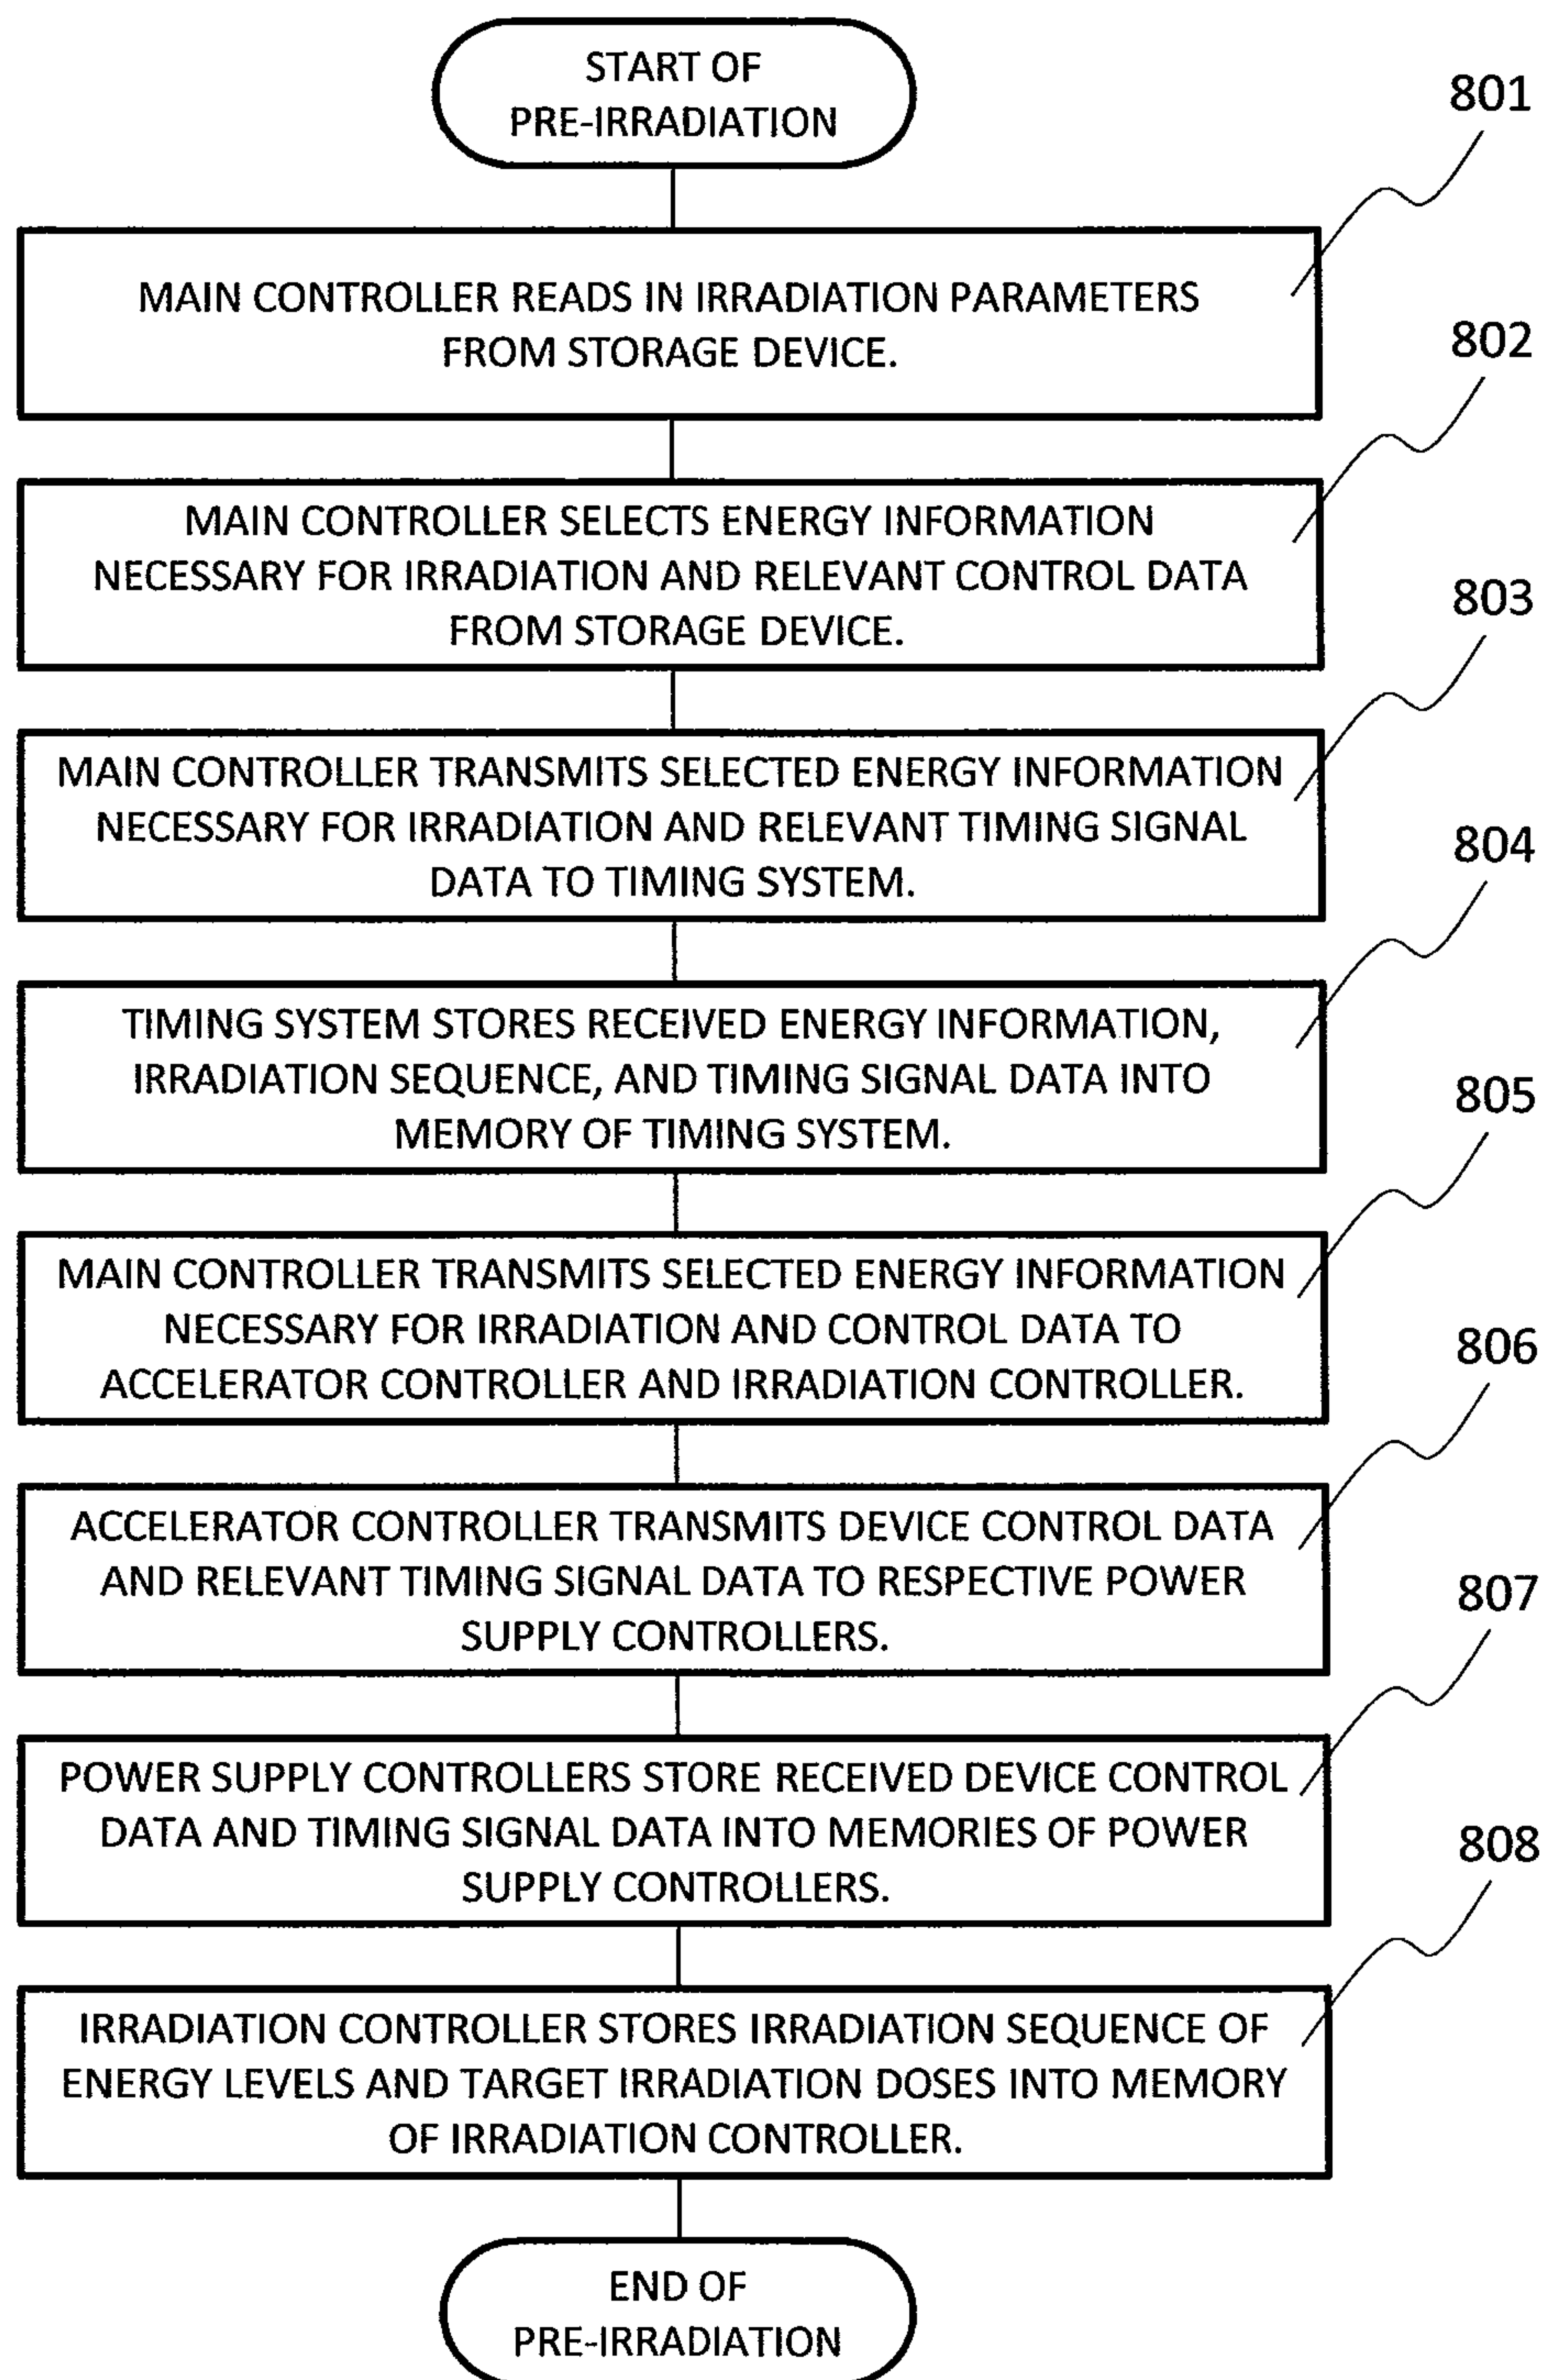 START OF
PRE-IRRADIATION
801
MAIN CONTROLLER READS IN IRRADIATION PARAMETERS
FROM STORAGE DEVICE.
802
MAIN CONTROLLER SELECTS ENERGY INFORMATION
NECESSARY FOR IRRADIATION AND RELEVANT CONTROL DATA
FROM STORAGE DEVICE.
803
MAIN CONTROLLER TRANSMITS SELECTED ENERGY INFORMATION
NECESSARY FOR IRRADIATION AND RELEVANT TIMING SIGNAL
DATA TO TIMING SYSTEM.
804
TIMING SYSTEM STORES RECEIVED ENERGY INFORMATION,
IRRADIATION SEQUENCE, AND TIMING SIGNAL DATA INTO
MEMORY OF TIMING SYSTEM.
805
MAIN CONTROLLER TRANSMITS SELECTED ENERGY INFORMATION
NECESSARY FOR IRRADIATION AND CONTROL DATA TO
ACCELERATOR CONTROLLER AND IRRADIATION CONTROLLER.
806
ACCELERATOR CONTROLLER TRANSMITS DEVICE CONTROL DATA
AND RELEVANT TIMING SIGNAL DATA TO RESPECTIVE POWER
SUPPLY CONTROLLERS.
807
POWER SUPPLY CONTROLLERS STORE RECEIVED DEVICE CONTROL
DATA AND TIMING SIGNAL DATA INTO MEMORIES OF POWER
SUPPLY CONTROLLERS.
808
IRRADIATION CONTROLLER STORES IRRADIATION SEQUENCE OF
ENERGY LEVELS AND TARGET IRRADIATION DOSES INTO MEMORY
OF IRRADIATION CONTROLLER.
END OF
PRE-IRRADIATION